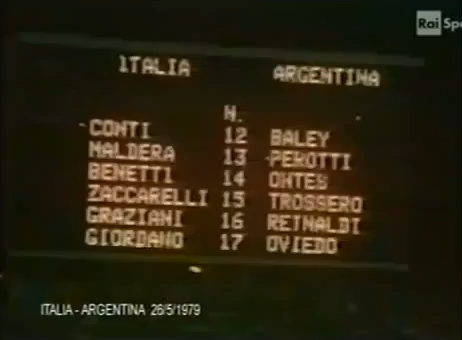 Rai Spo
ITALIA ARGENTINA
N.
CONTI 12 BALEY
MALDERA 13 PEROTTI
BENETTI 14 ONTES
ZACCARELLI 15 TROSSERO
GRAZIANI 16 REINALDI
GIORDANO 17 OVIEDO
ITALIA - ARGENTINA 26/5/1979